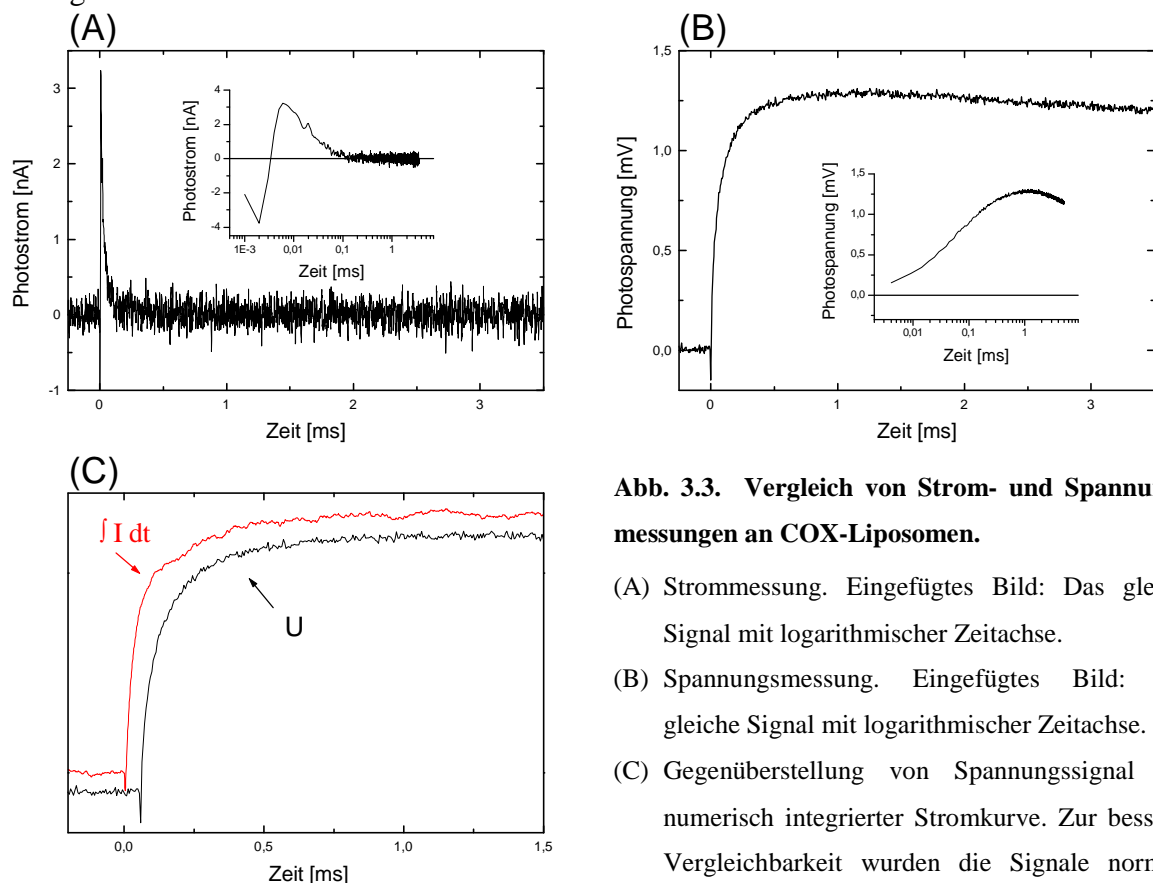 (A)
Photostrom [nA]
3
2
1
0
-1
0
1
2
3
Zeit [ms]
Photostrom [nA]
4
2
0
-2
-4
1E-3
0,01
0,1
1
Zeit [ms]
(B)
Photospannung [mV]
1,5
1,0
0,5
0,0
0
1
2
3
Zeit [ms]
Photospannung [mV]
1,5
1,0
0,5
0,0
0,01
0,1
1
Zeit [ms]
(C)
∫ I dt
U
0,0
0,5
1,0
1,5
Zeit [ms]
Abb. 3.3. Vergleich von Strom- und Spannu
messungen an COX-Liposomen.
(A) Strommessung. Eingefügtes Bild: Das gle
Signal mit logarithmischer Zeitachse.
(B) Spannungsmessung. Eingefügtes Bild:
gleiche Signal mit logarithmischer Zeitachse.
(C) Gegenüberstellung von Spannungssignal
numerisch integrierter Stromkurve. Zur bess
Vergleichbarkeit wurden die Signale norm